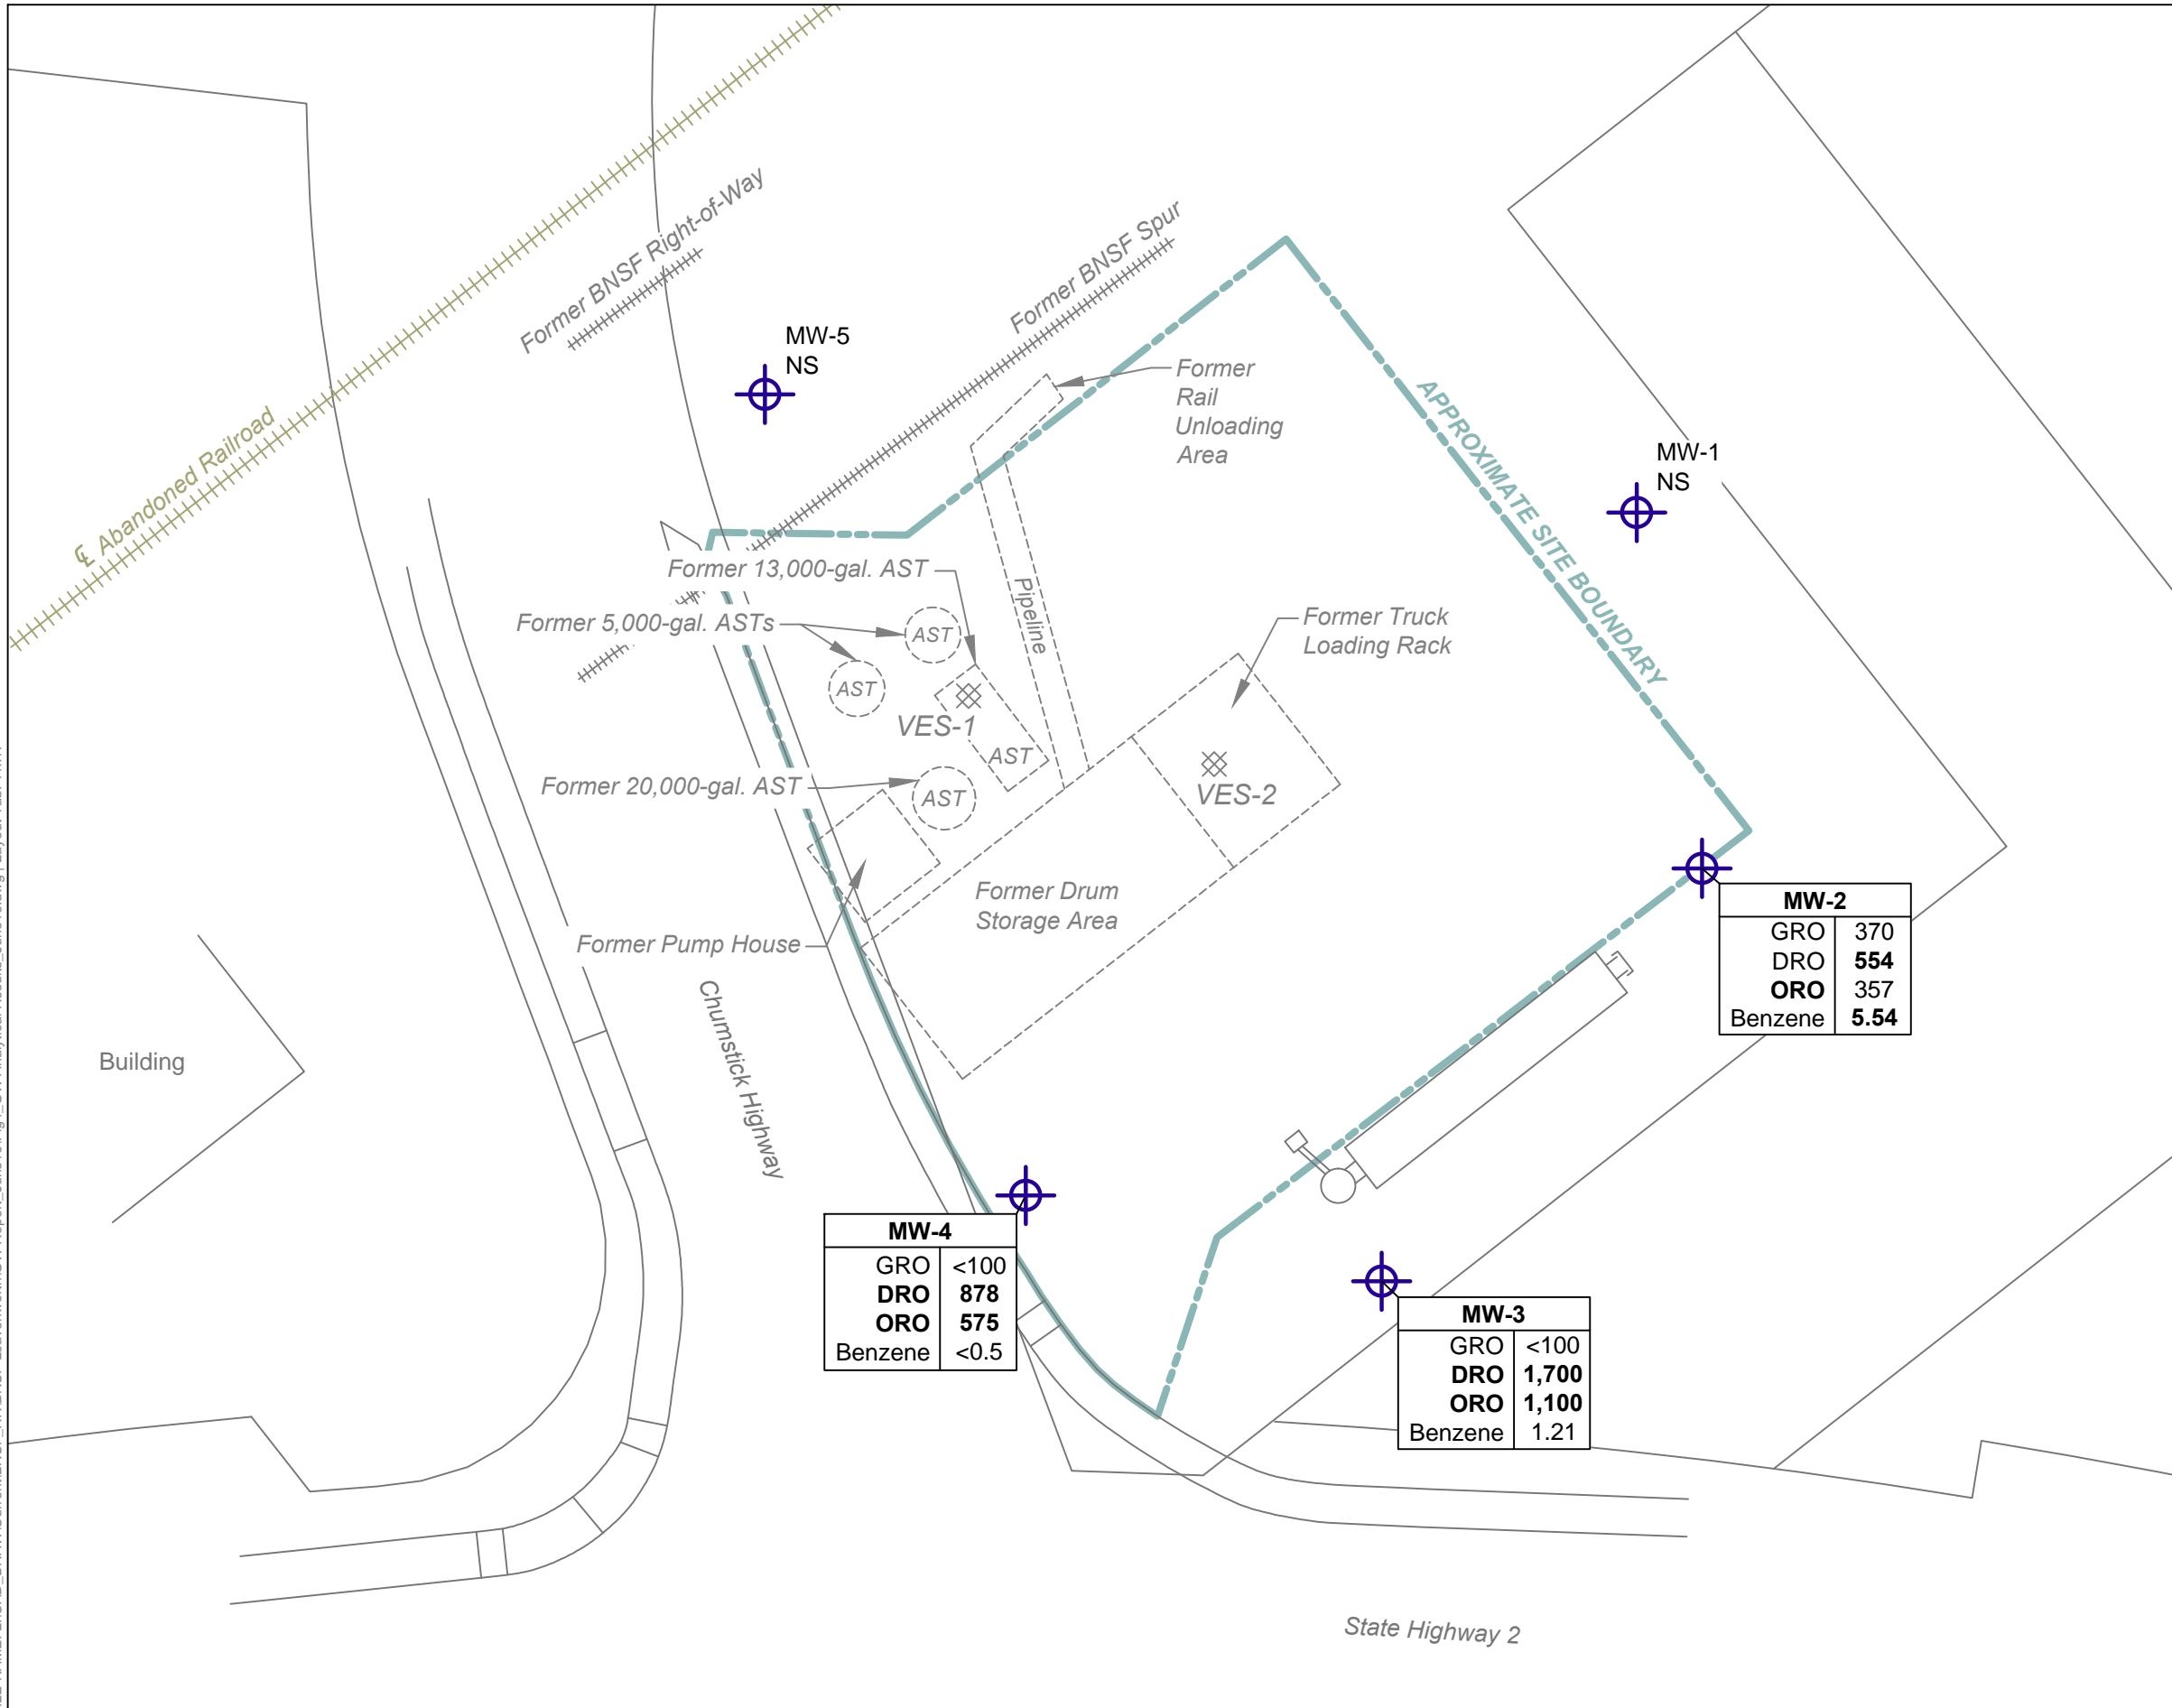 Former BNSF Right-of-Way
Former BNSF Spur
MW-5
NS
Former
Rail
Unloading
Area
APPROXIMATE SITE BOUNDARY
MW-1
NS
℄ Abandoned Railroad
Former 13,000-gal. AST
Former 5,000-gal. ASTs
AST
AST
Pipeline
Former Truck
Loading Rack
VES-1
AST
Former 20,000-gal. AST
AST
VES-2
Former Drum
Storage Area
Former Pump House
MW-2
GRO 370
DRO 554
ORO 357
Benzene 5.54
Chumstick Highway
Building
MW-4
GRO <100
DRO 878
ORO 575
Benzene <0.5
MW-3
GRO <100
DRO 1,700
ORO 1,100
Benzene 1.21
State Highway 2